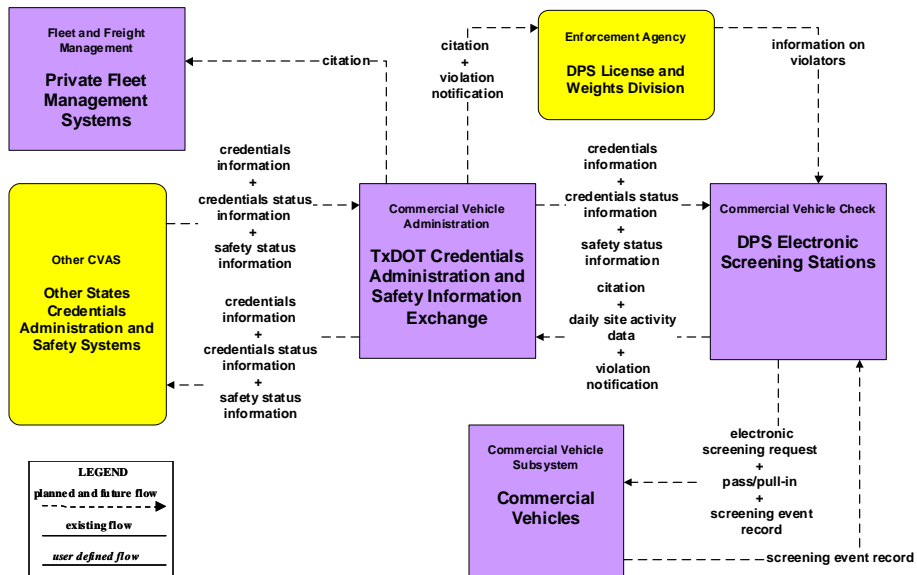 Fleet and Freight
Management
Private Fleet
Management
Systems
citation
citation
+
violation
notification
Enforcement Agency
DPS License and
Weights Division
information on
violators
credentials
information
+
credentials status
information
+
safety status
information
credentials
information
+
credentials status
information
+
safety status
information
Other CVAS
Other States
Credentials
Administration and
Safety Systems
Commercial Vehicle
Administration
TxDOT Credentials
Administration and
Safety Information
Exchange
Commercial Vehicle Check
DPS Electronic
Screening Stations
credentials
information
+
credentials status
information
+
safety status
information
citation
+
daily site activity
data
+
violation
notification
LEGEND
planned and future flow
existing flow
user defined flow
Commercial Vehicle
Subsystem
Commercial
Vehicles
electronic
screening request
+
pass/pull-in
+
screening event
record
screening event record